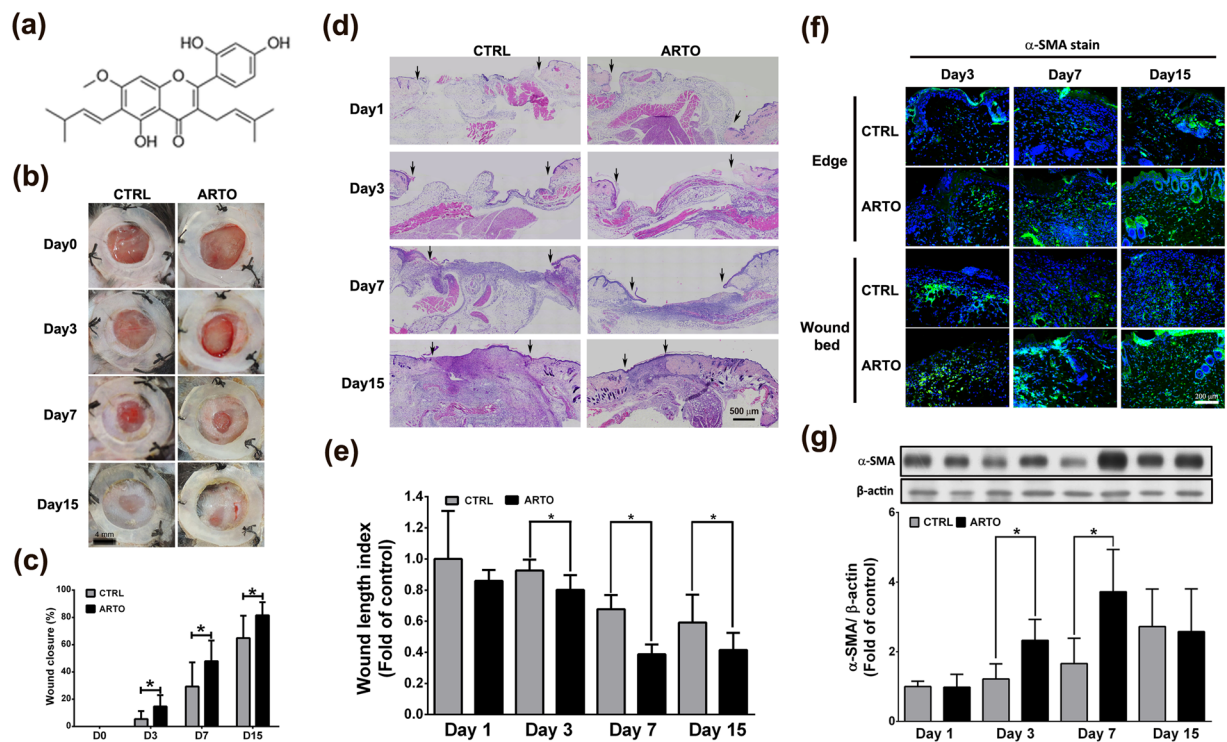 (a)
HO
OH
O
O
OH
O
(b)
CTRL ARTO
Day0
Day3
Day7
Day15
4 mm
(c)
CTRL
ARTO
Wound closure (%)
100
80
60
40
20
0
* * *
D0 D3 D7 D15
(d)
CTRL ARTO
Day1
Day3
Day7
Day15
500 μm
(e)
CTRL ARTO
Wound length index
(Fold of control)
1.4
1.2
1.0
0.8
0.6
0.4
0.2
0.0
* * *
Day 1 Day 3 Day 7 Day 15
(f)
α-SMA stain
Day3 Day7 Day15
Edge
CTRL
ARTO
Wound
bed
CTRL
ARTO
200 μm
(g)
α-SMA
β-actin
CTRL ARTO
α-SMA/ β-actin
(Fold of control)
6
4
2
0
* *
Day 1 Day 3 Day 7 Day 15